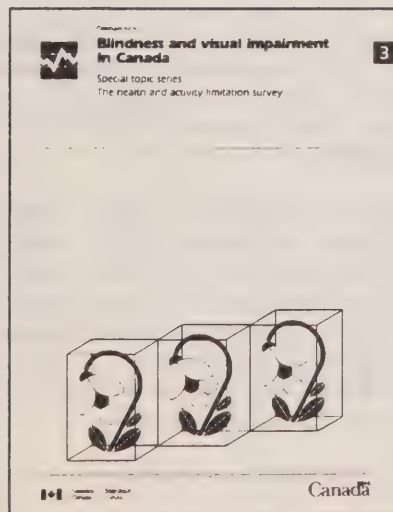 Blindness and visual impairment
in Canada
3
Special topic series
The health and activity limitation survey
Canada